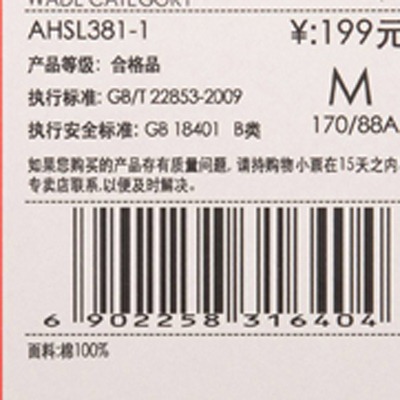 WARE CATEGORY
AHSL381-1
¥:199元
产品等级: 合格品
M
执行标准: GB/T 22853-2009
170/88A
执行安全标准: GB 18401 B类
如果您购买的产品存有质量问题, 请持购物小票在15天之内
专卖店联系,以便及时解决。
6 902258 316404
面料:棉100%